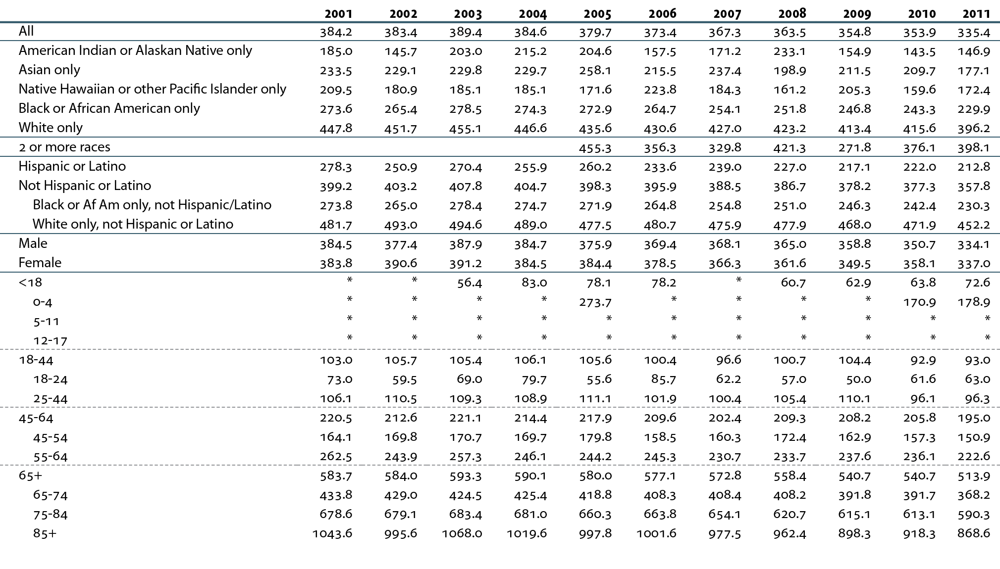 2001 2002 2003 2004 2005 2006 2007 2008 2009 2010 2011
All 384.2 383.4 389.4 384.6 379.7 373.4 367.3 363.5 354.8 353.9 335.4
American Indian or Alaskan Native only 185.0 145.7 203.0 215.2 204.6 157.5 171.2 233.1 154.9 143.5 146.9
Asian only 233.5 229.1 229.8 229.7 258.1 215.5 237.4 198.9 211.5 209.7 177.1
Native Hawaiian or other Pacific Islander only 209.5 180.9 185.1 185.1 171.6 223.8 184.3 161.2 205.3 159.6 172.4
Black or African American only 273.6 265.4 278.5 274.3 272.9 264.7 254.1 251.8 246.8 243.3 229.9
White only 447.8 451.7 455.1 446.6 435.6 430.6 427.0 423.2 413.4 415.6 396.2
2 or more races 455.3 356.3 329.8 421.3 271.8 376.1 398.1
Hispanic or Latino 278.3 250.9 270.4 255.9 260.2 233.6 239.0 227.0 217.1 222.0 212.8
Not Hispanic or Latino 399.2 403.2 407.8 404.7 398.3 395.9 388.5 386.7 378.2 377.3 357.8
Black or Af Am only, not Hispanic/Latino 273.8 265.0 278.4 274.7 271.9 264.8 254.8 251.0 246.3 242.4 230.3
White only, not Hispanic or Latino 481.7 493.0 494.6 489.0 477.5 480.7 475.9 477.9 468.0 471.9 452.2
Male 384.5 377.4 387.9 384.7 375.9 369.4 368.1 365.0 358.8 350.7 334.1
Female 383.8 390.6 391.2 384.5 384.4 378.5 366.3 361.6 349.5 358.1 337.0
<18 * * 56.4 83.0 78.1 78.2 * 60.7 62.9 63.8 72.6
0-4 * * * * 273.7 * * * * 170.9 178.9
5-11 * * * * * * * * * * *
12-17 * * * * * * * * * * *
18-44 103.0 105.7 105.4 106.1 105.6 100.4 96.6 100.7 104.4 92.9 93.0
18-24 73.0 59.5 69.0 79.7 55.6 85.7 62.2 57.0 50.0 61.6 63.0
25-44 106.1 110.5 109.3 108.9 111.1 101.9 100.4 105.4 110.1 96.1 96.3
45-64 220.5 212.6 221.1 214.4 217.9 209.6 202.4 209.3 208.2 205.8 195.0
45-54 164.1 169.8 170.7 169.7 179.8 158.5 160.3 172.4 162.9 157.3 150.9
55-64 262.5 243.9 257.3 246.1 244.2 245.3 230.7 233.7 237.6 236.1 222.6
65+ 583.7 584.0 593.3 590.1 580.0 577.1 572.8 558.4 540.7 540.7 513.9
65-74 433.8 429.0 424.5 425.4 418.8 408.3 408.4 408.2 391.8 391.7 368.2
75-84 678.6 679.1 683.4 681.0 660.3 663.8 654.1 620.7 615.1 613.1 590.3
85+ 1043.6 995.6 1068.0 1019.6 997.8 1001.6 977.5 962.4 898.3 918.3 868.6